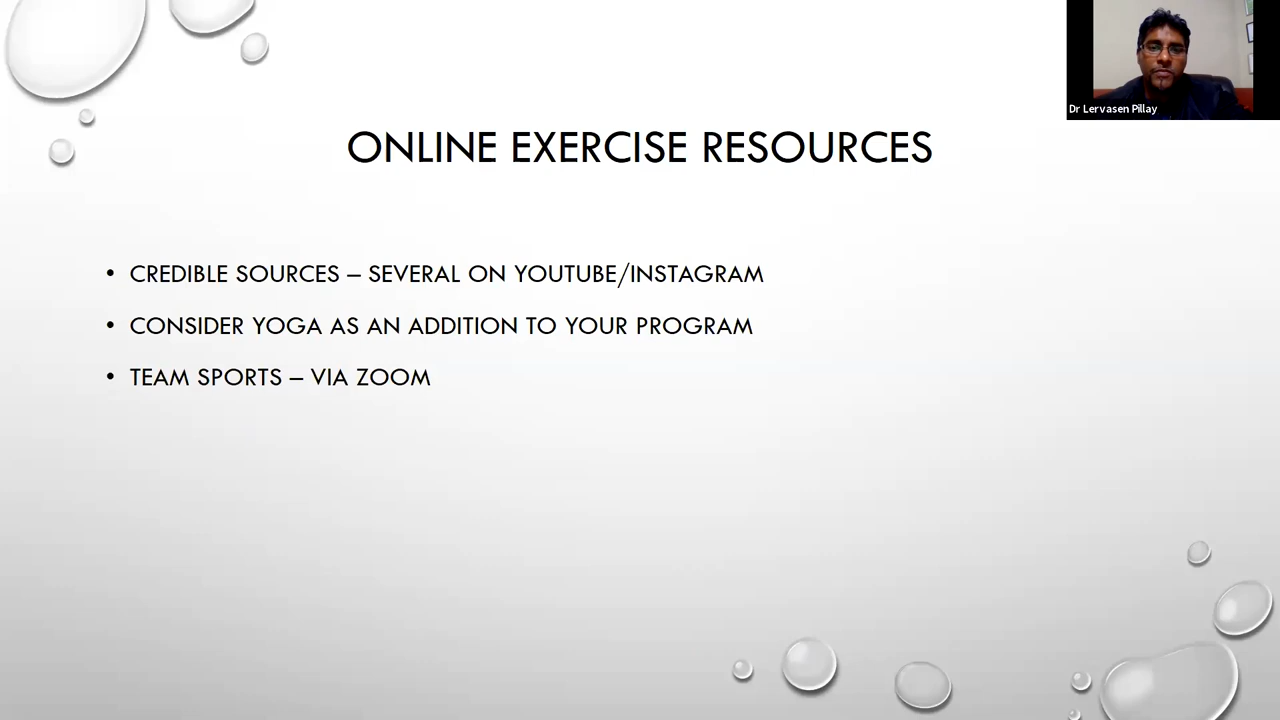 Dr Lervasen Pillay
ONLINE EXERCISE RESOURCES
• CREDIBLE SOURCES – SEVERAL ON YOUTUBE/INSTAGRAM
• CONSIDER YOGA AS AN ADDITION TO YOUR PROGRAM
• TEAM SPORTS – VIA ZOOM